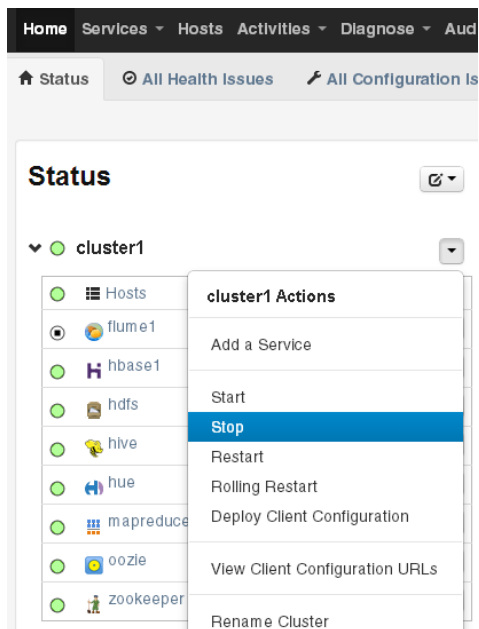 Home Services Hosts Activities Diagnose Aud
Status All Health Issues All Configuration Is
Status
cluster1
Hosts
flume1
hbase1
hdfs
hive
hue
mapreduce
oozie
zookeeper
cluster1 Actions
Add a Service
Start
Stop
Restart
Rolling Restart
Deploy Client Configuration
View Client Configuration URLs
Rename Cluster